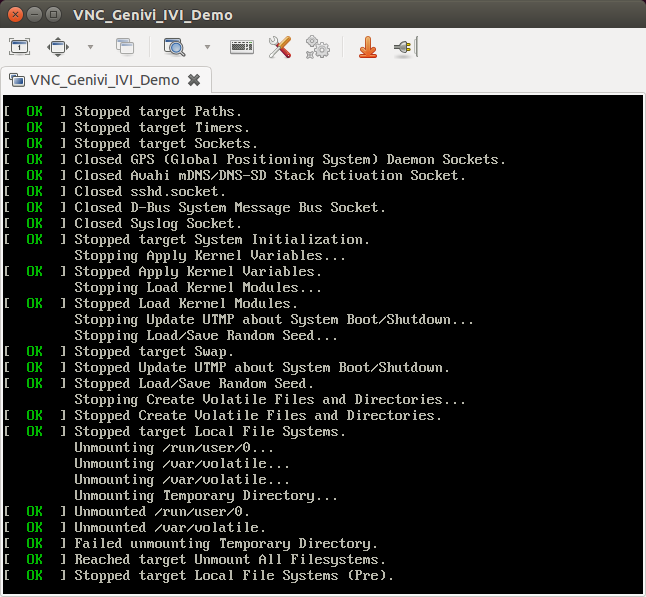 VNC_Genivi_IVI_Demo
1
VNC_Genivi_IVI_Demo
[  OK  ] Stopped target Paths.
[  OK  ] Stopped target Timers.
[  OK  ] Stopped target Sockets.
[  OK  ] Closed GPS (Global Positioning System) Daemon Sockets.
[  OK  ] Closed Avahi mDNS/DNS-SD Stack Activation Socket.
[  OK  ] Closed sshd.socket.
[  OK  ] Closed D-Bus System Message Bus Socket.
[  OK  ] Closed Syslog Socket.
[  OK  ] Stopped target System Initialization.
         Stopping Apply Kernel Variables...
[  OK  ] Stopped Apply Kernel Variables.
         Stopping Load Kernel Modules...
[  OK  ] Stopped Load Kernel Modules.
         Stopping Update UTMP about System Boot/Shutdown...
         Stopping Load/Save Random Seed...
[  OK  ] Stopped target Swap.
[  OK  ] Stopped Update UTMP about System Boot/Shutdown.
[  OK  ] Stopped Load/Save Random Seed.
         Stopping Create Volatile Files and Directories...
[  OK  ] Stopped Create Volatile Files and Directories.
[  OK  ] Stopped target Local File Systems.
         Unmounting /run/user/0...
         Unmounting /var/volatile...
         Unmounting /var/volatile...
         Unmounting Temporary Directory...
[  OK  ] Unmounted /run/user/0.
[  OK  ] Unmounted /var/volatile.
[  OK  ] Failed unmounting Temporary Directory.
[  OK  ] Reached target Unmount All Filesystems.
[  OK  ] Stopped target Local File Systems (Pre).